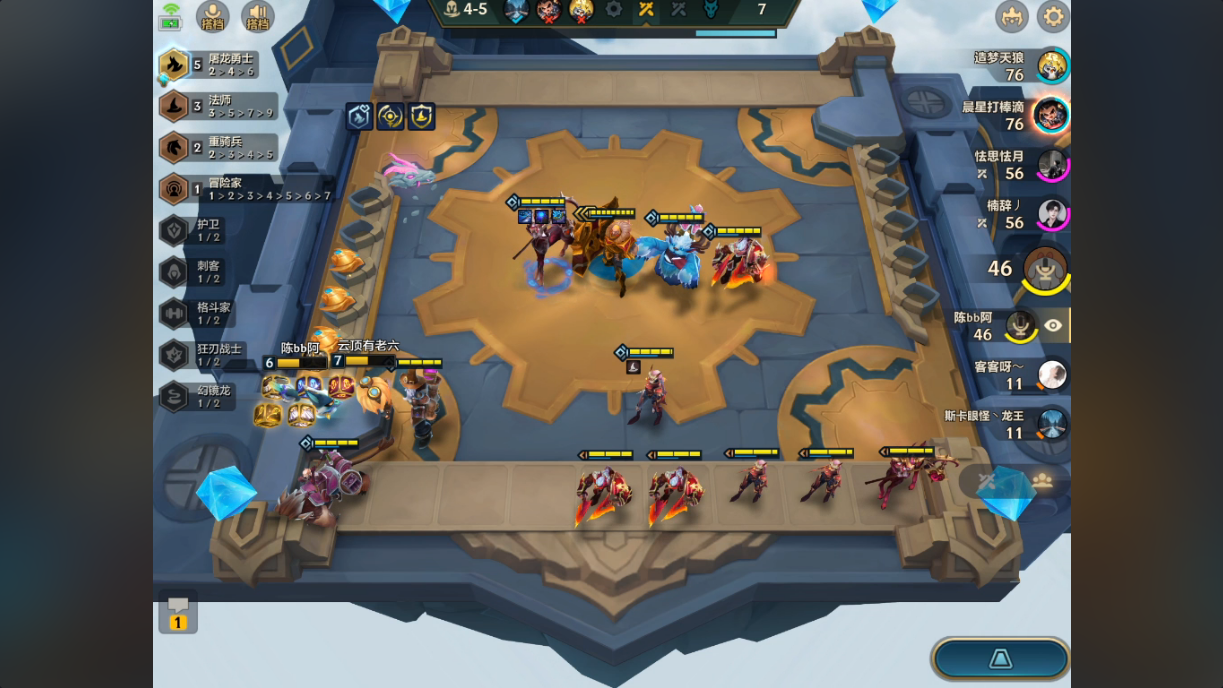 搭档
搭档
4-5
7
5
屠龙勇士
2 > 4 > 6
3
法师
3 > 5 > 7 > 9
2
重骑兵
2 > 3 > 4 > 5
1
冒险家
1 > 2 > 3 > 4 > 5 > 6 > 7
护卫
1 / 2
刺客
1 / 2
格斗家
1 / 2
狂刃战士
1 / 2
幻镜龙
1 / 2
陈bb阿
6
云顶有老六
7
造梦天狼
76
晨星打棒滴
76
怯思怯月
56
楠辞丿
56
46
陈bb阿
46
客客呀～
11
斯卡眼怪丶龙王
11
1